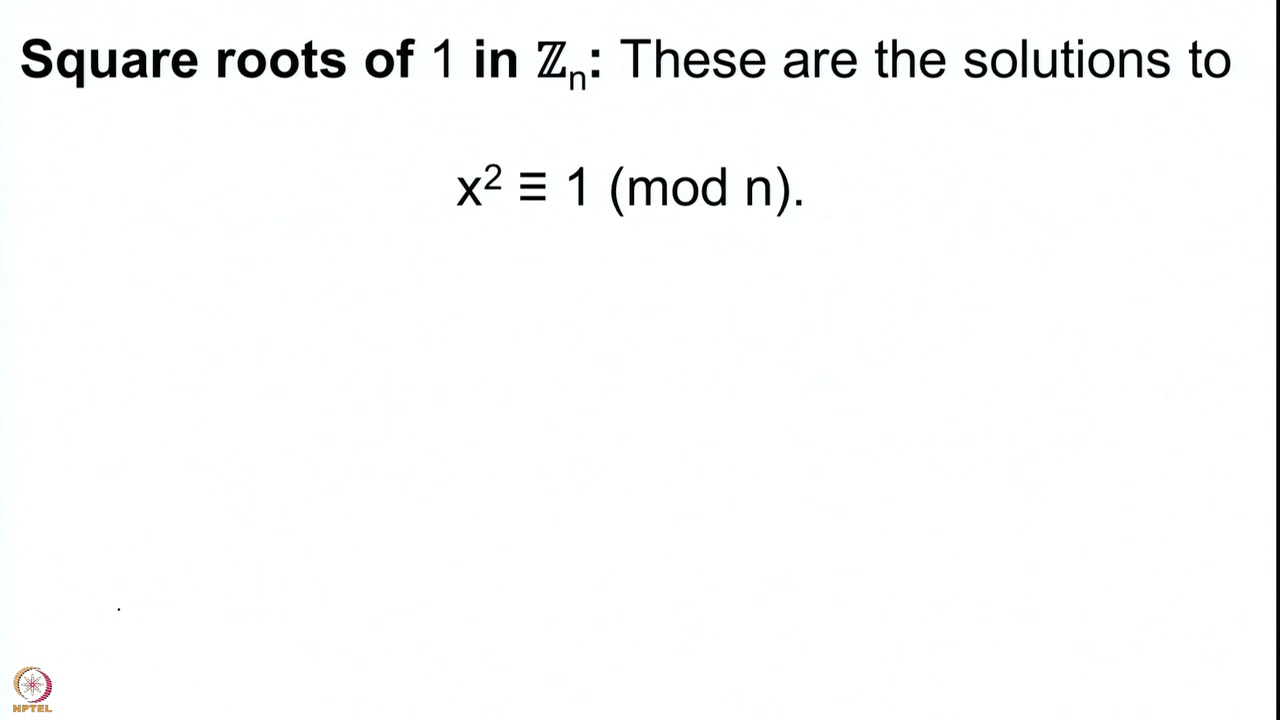 Square roots of 1 in ℤₙ: These are the solutions to
x² ≡ 1 (mod n).
NPTEL